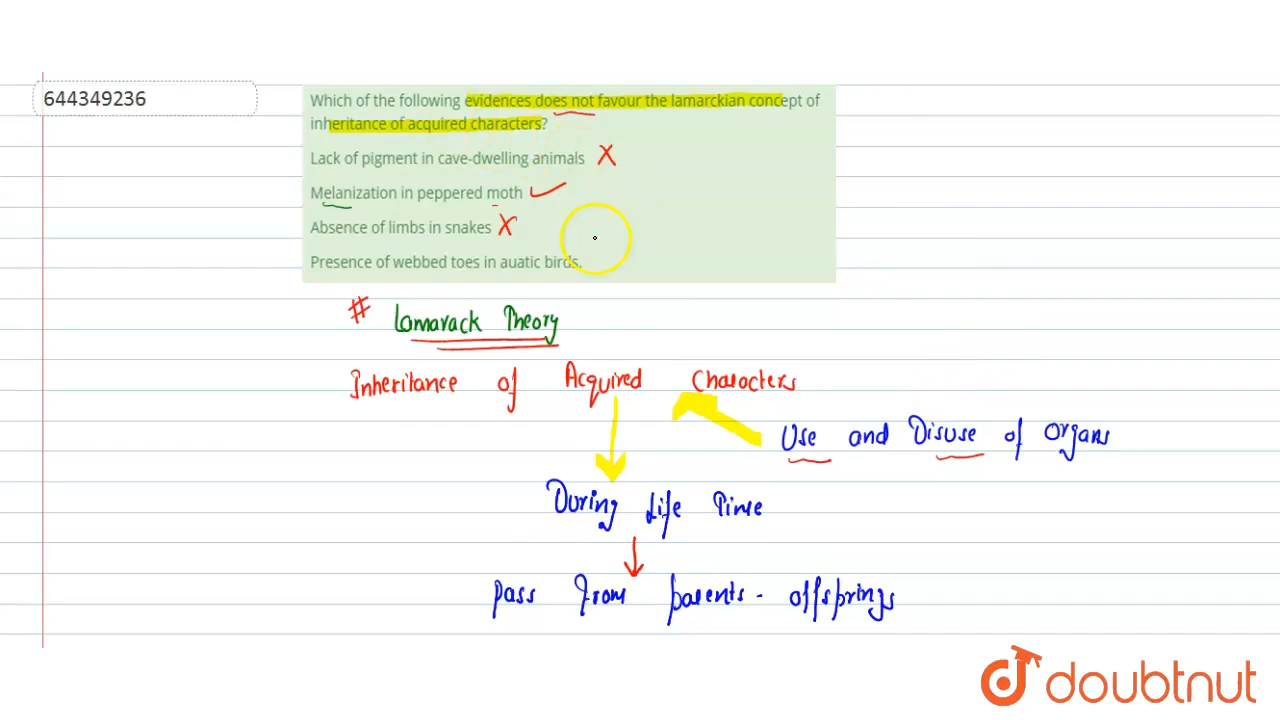 644349236
Which of the following evidences does not favour the lamarckian concept of
inheritance of acquired characters?
Lack of pigment in cave-dwelling animals X
Melanization in peppered moth ✓
Absence of limbs in snakes X
Presence of webbed toes in auatic birds.
# Lamarack Theory
Inheritance of Acquired Characters
Use and Disuse of Organs
During Life Time
Pass from parents - offsprings
doubtnut